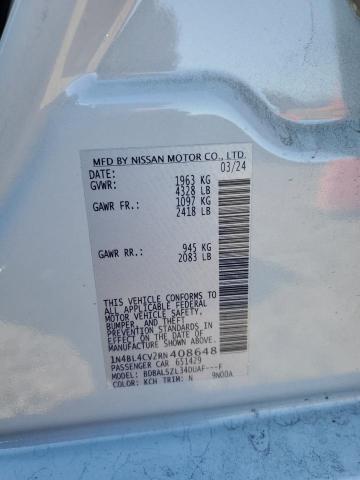 MFD BY NISSAN MOTOR CO., LTD.
DATE: 03/24
GVWR: 1963 KG
4328 LB
GAWR FR.: 1097 KG
2418 LB
GAWR RR.: 945 KG
2083 LB
THIS VEHICLE CONFORMS TO
ALL APPLICABLE FEDERAL
MOTOR VEHICLE SAFETY,
BUMPER, AND THEFT
PREVENTION STANDARDS
IN EFFECT ON THE DATE OF
MANUFACTURE SHOWN ABOVE.
1N4BL4CV2RN408648
PASSENGER CAR 651429
MODEL: BDBALSZL34DUAF---F
COLOR: KCH TRIM: N 9N00A